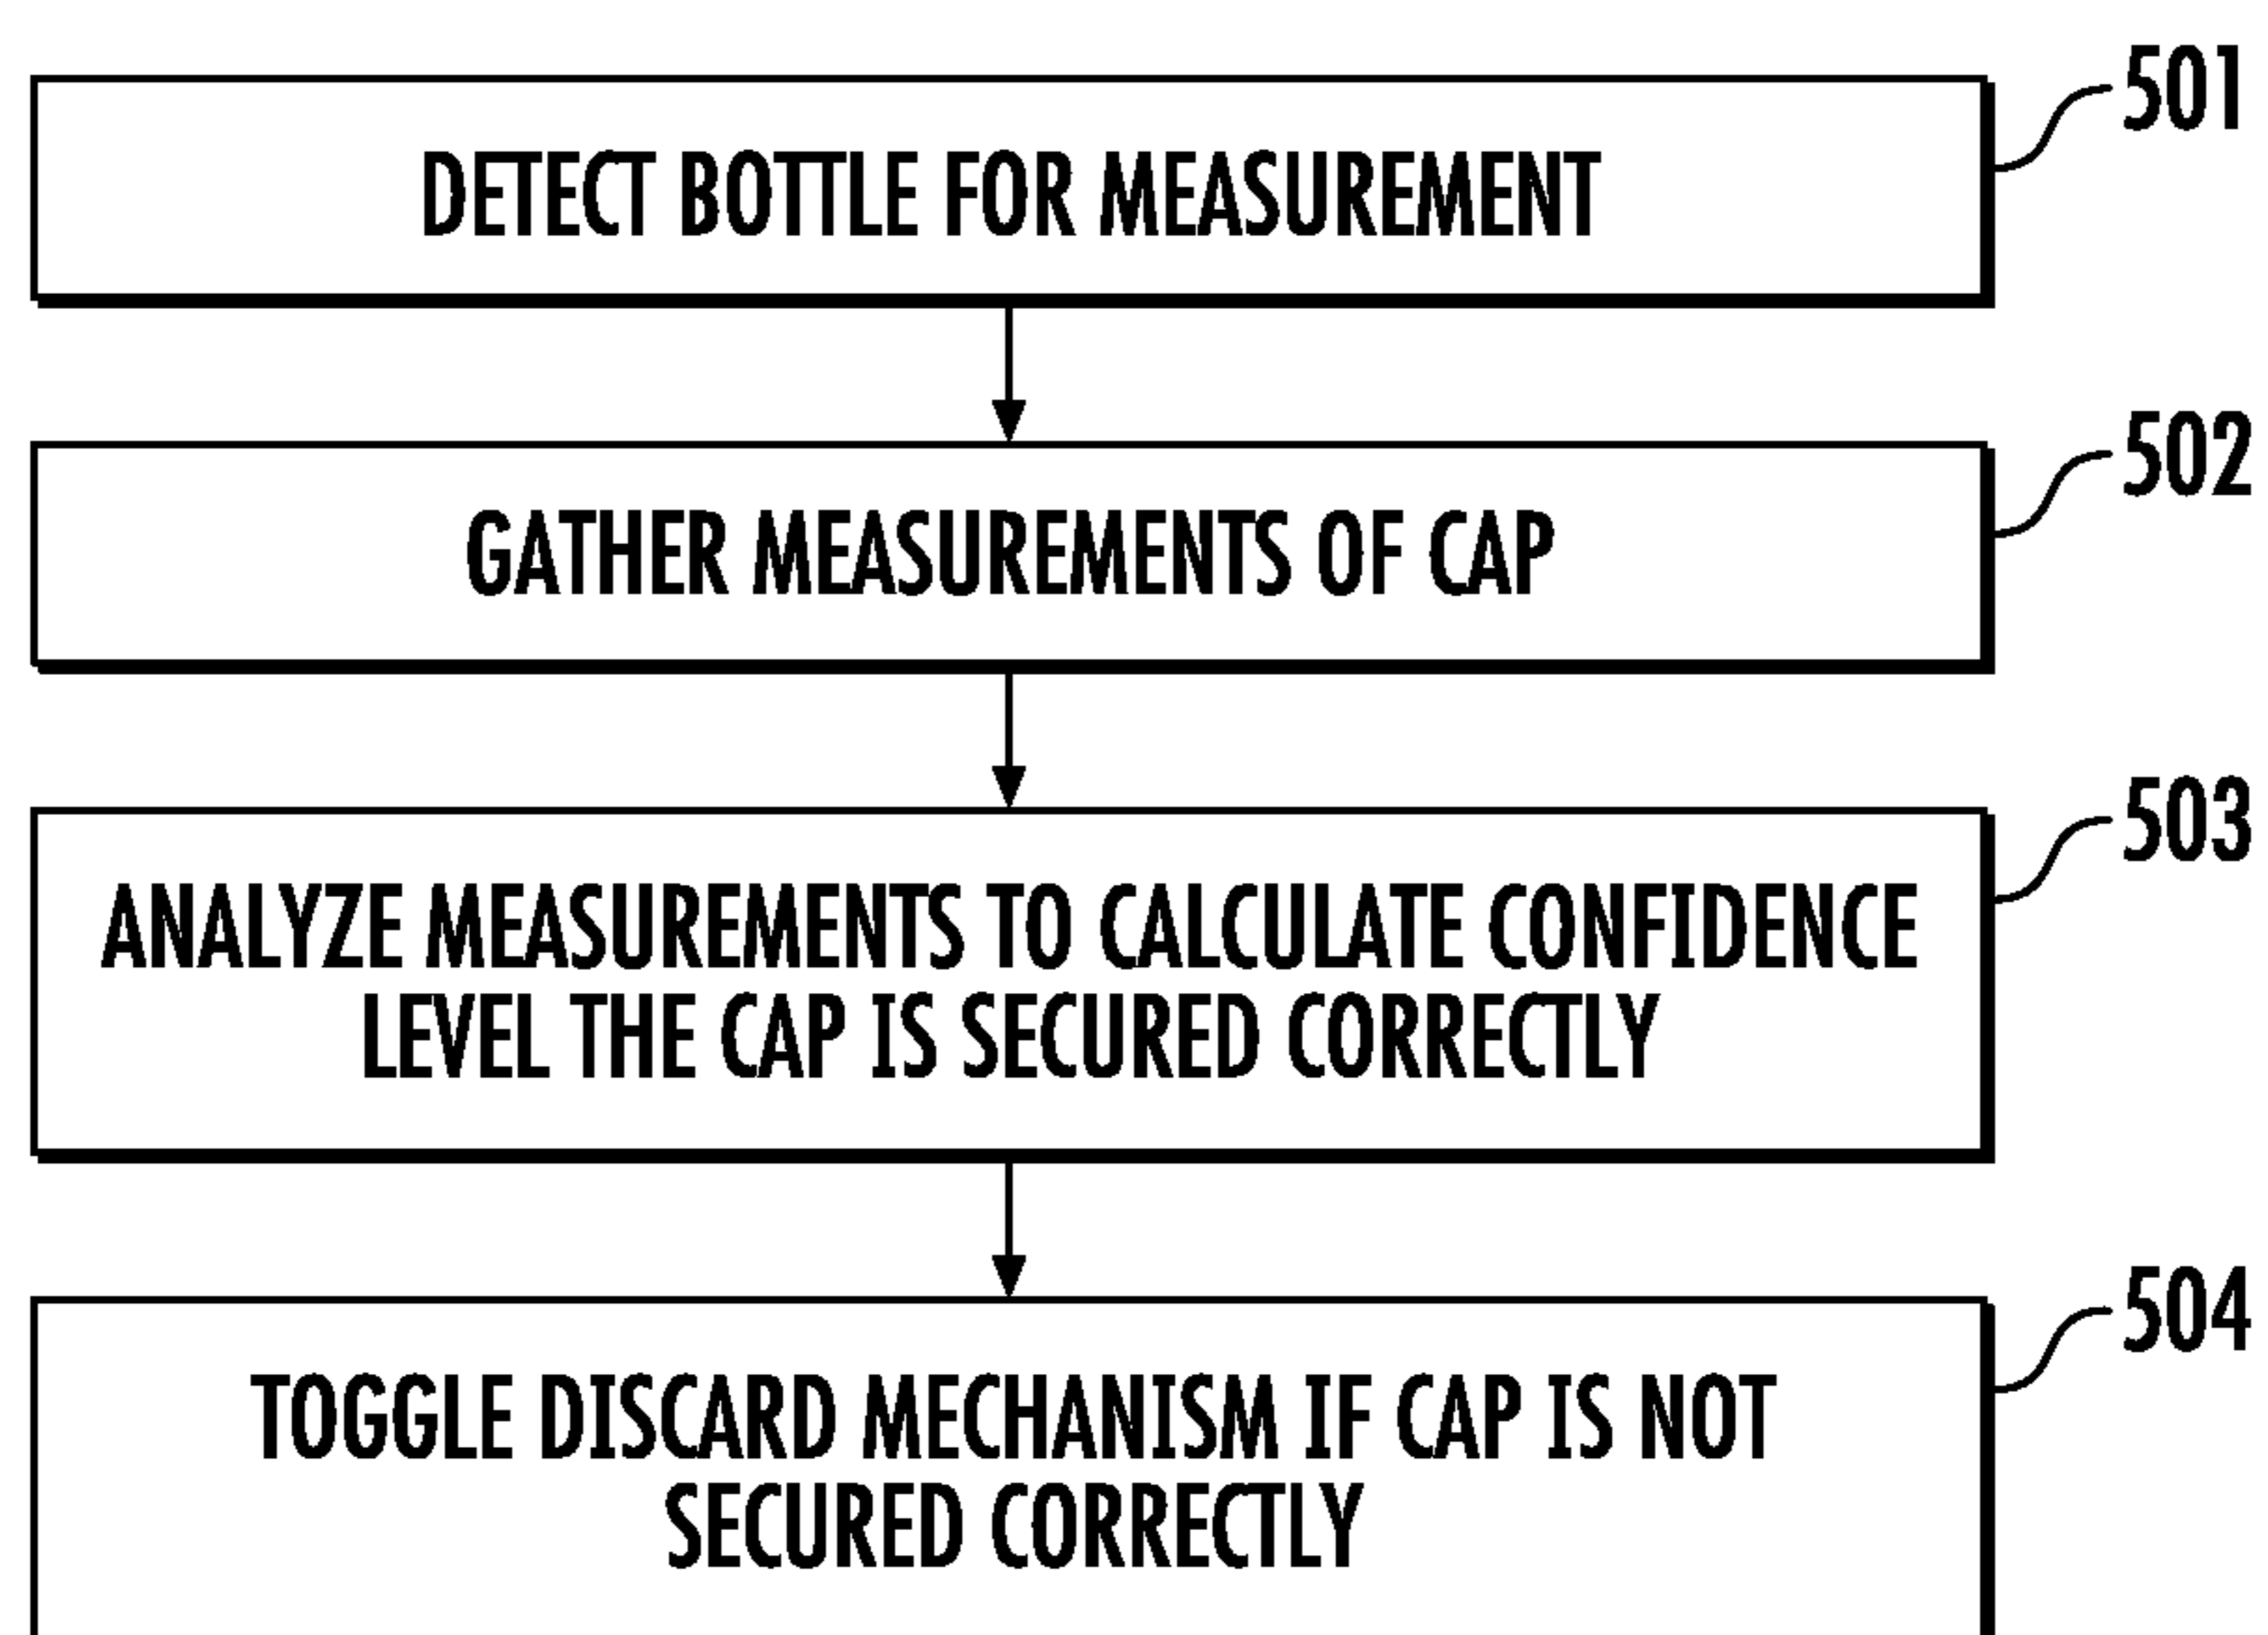 501
DETECT BOTTLE FOR MEASUREMENT
502
GATHER MEASUREMENTS OF CAP
503
ANALYZE MEASUREMENTS TO CALCULATE CONFIDENCE
LEVEL THE CAP IS SECURED CORRECTLY
504
TOGGLE DISCARD MECHANISM IF CAP IS NOT
SECURED CORRECTLY